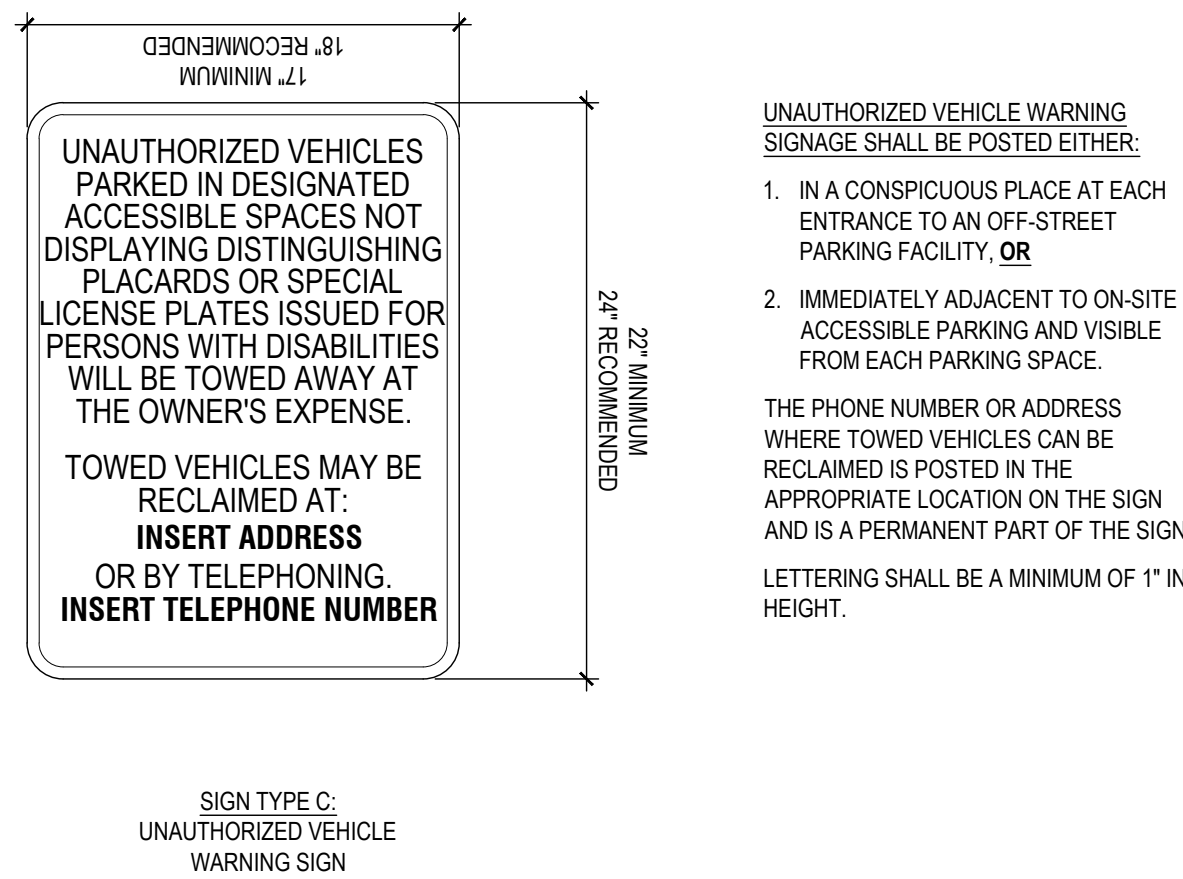 17" MINIMUM
18" RECOMMENDED
UNAUTHORIZED VEHICLES
PARKED IN DESIGNATED
ACCESSIBLE SPACES NOT
DISPLAYING DISTINGUISHING
PLACARDS OR SPECIAL
LICENSE PLATES ISSUED FOR
PERSONS WITH DISABILITIES
WILL BE TOWED AWAY AT
THE OWNER'S EXPENSE.
TOWED VEHICLES MAY BE
RECLAIMED AT:
INSERT ADDRESS
OR BY TELEPHONING.
INSERT TELEPHONE NUMBER
22" MINIMUM
24" RECOMMENDED
UNAUTHORIZED VEHICLE WARNING
SIGNAGE SHALL BE POSTED EITHER:
1. IN A CONSPICUOUS PLACE AT EACH
ENTRANCE TO AN OFF-STREET
PARKING FACILITY, OR
2. IMMEDIATELY ADJACENT TO ON-SITE
ACCESSIBLE PARKING AND VISIBLE
FROM EACH PARKING SPACE.
THE PHONE NUMBER OR ADDRESS
WHERE TOWED VEHICLES CAN BE
RECLAIMED IS POSTED IN THE
APPROPRIATE LOCATION ON THE SIGN
AND IS A PERMANENT PART OF THE SIGN
LETTERING SHALL BE A MINIMUM OF 1" IN
HEIGHT.
SIGN TYPE C:
UNAUTHORIZED VEHICLE
WARNING SIGN